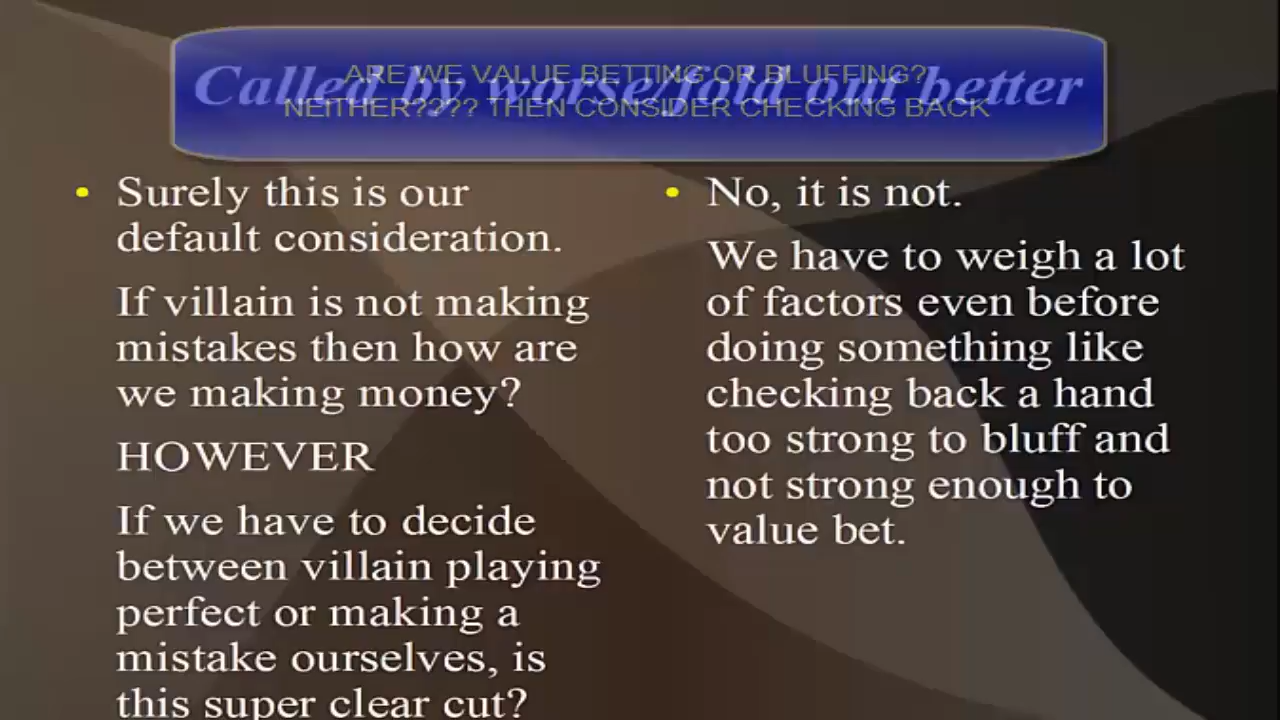 Called by worse/fold out better
ARE WE VALUE BETTING OR BLUFFING?
NEITHER???? THEN CONSIDER CHECKING BACK
• Surely this is our
default consideration.
If villain is not making
mistakes then how are
we making money?
HOWEVER
If we have to decide
between villain playing
perfect or making a
mistake ourselves, is
this super clear cut?
• No, it is not.
We have to weigh a lot
of factors even before
doing something like
checking back a hand
too strong to bluff and
not strong enough to
value bet.